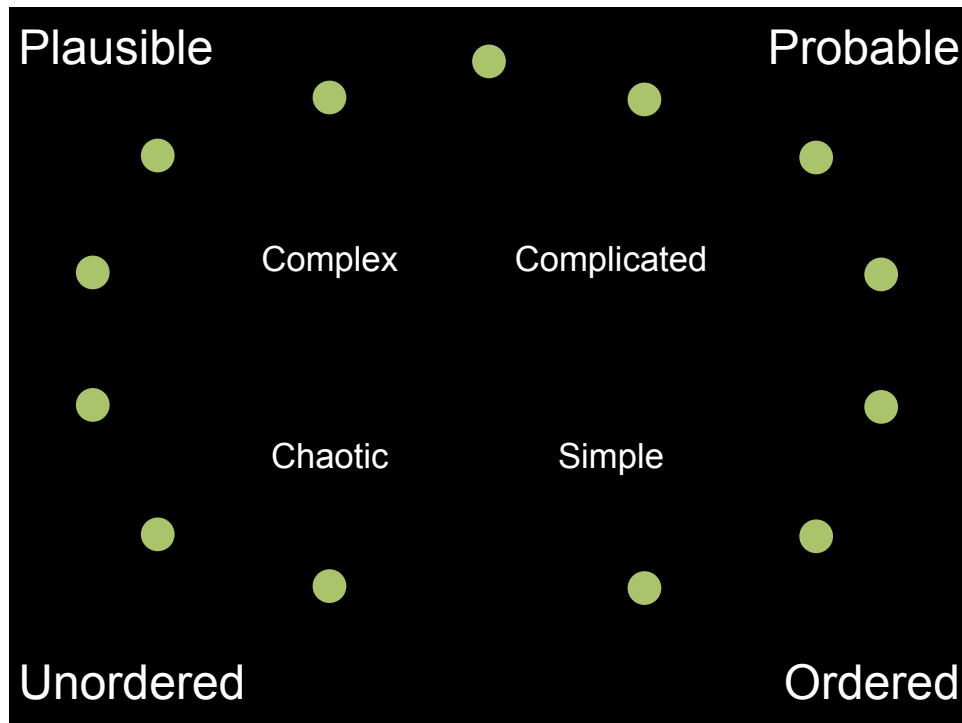 Plausible
Probable
Complex
Complicated
Chaotic
Simple
Unordered
Ordered